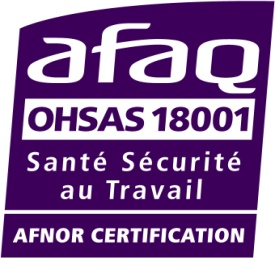 afaq
OHSAS 18001
Santé Sécurité
au Travail
AFNOR CERTIFICATION